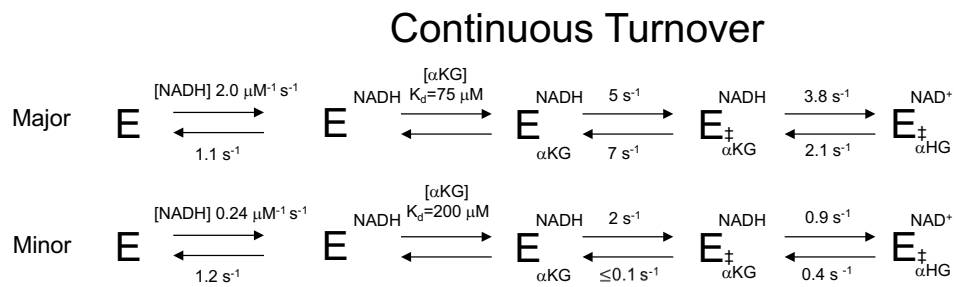 Continuous Turnover
Major
E
[NADH] 2.0 μM⁻¹ s⁻¹
1.1 s⁻¹
E NADH
[αKG]
K_d=75 μM
E NADH
αKG
5 s⁻¹
7 s⁻¹
E NADH
‡
αKG
3.8 s⁻¹
2.1 s⁻¹
E NAD⁺
‡
αHG
Minor
E
[NADH] 0.24 μM⁻¹ s⁻¹
1.2 s⁻¹
E NADH
[αKG]
K_d=200 μM
E NADH
αKG
2 s⁻¹
≤0.1 s⁻¹
E NADH
‡
αKG
0.9 s⁻¹
0.4 s⁻¹
E NAD⁺
‡
αHG